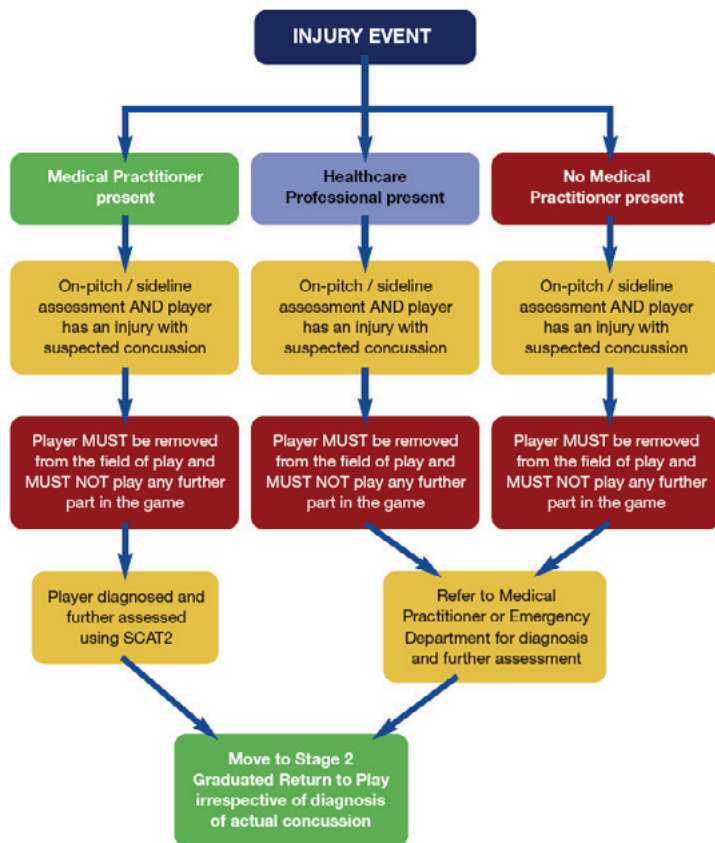 INJURY EVENT
Medical Practitioner
present
Healthcare
Professional present
No Medical
Practitioner present
On-pitch / sideline
assessment AND player
has an injury with
suspected concussion
On-pitch / sideline
assessment AND player
has an injury with
suspected concussion
On-pitch / sideline
assessment AND player
has an injury with
suspected concussion
Player MUST be removed
from the field of play and
MUST NOT play any further
part in the game
Player MUST be removed
from the field of play and
MUST NOT play any further
part in the game
Player MUST be removed
from the field of play and
MUST NOT play any further
part in the game
Player diagnosed and
further assessed
using SCAT2
Refer to Medical
Practitioner or Emergency
Department for diagnosis
and further assessment
Move to Stage 2
Graduated Return to Play
irrespective of diagnosis
of actual concussion